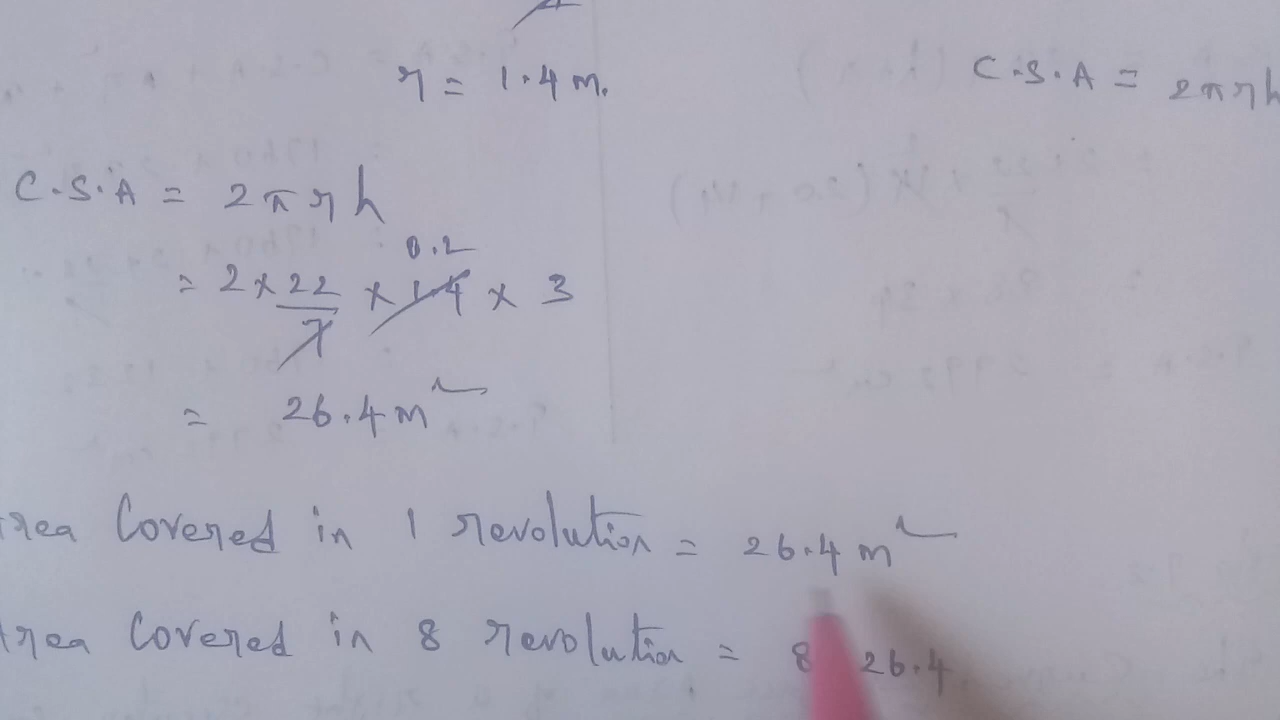 r = 1.4 m.
C.S.A = 2πrh
C.S.A = 2πrh
0.2
= 2 × 22/7 × 1.4 × 3
= 26.4 m²
Area Covered in 1 revolution = 26.4 m²
Area Covered in 8 revolution = 8 26.4